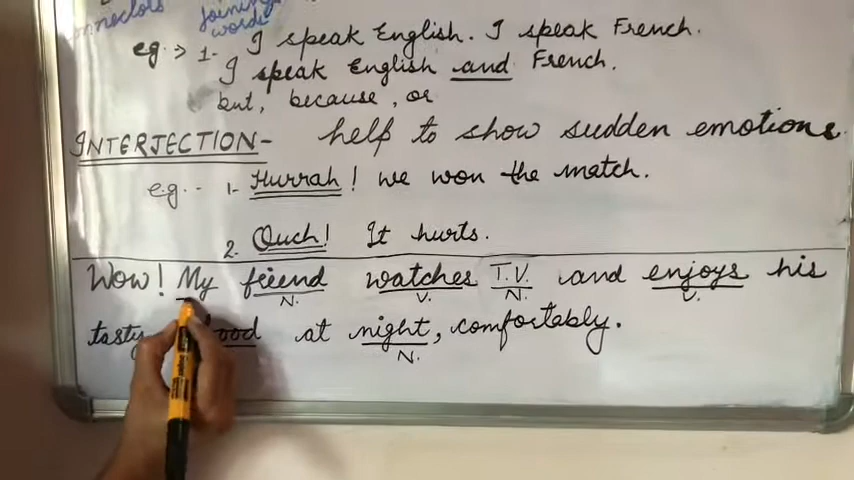 joining
words
eg.> 1- I speak English. I speak French.
I speak English and French.
but, because, or
INTERJECTION- help to show sudden emotions.
e.g.- 1- Hurrah! we won the match.
2. Ouch! It hurts.
Wow! My friend watches T.V. and enjoys his
N. V. N. V.
tasty food at night, comfortably.
N.